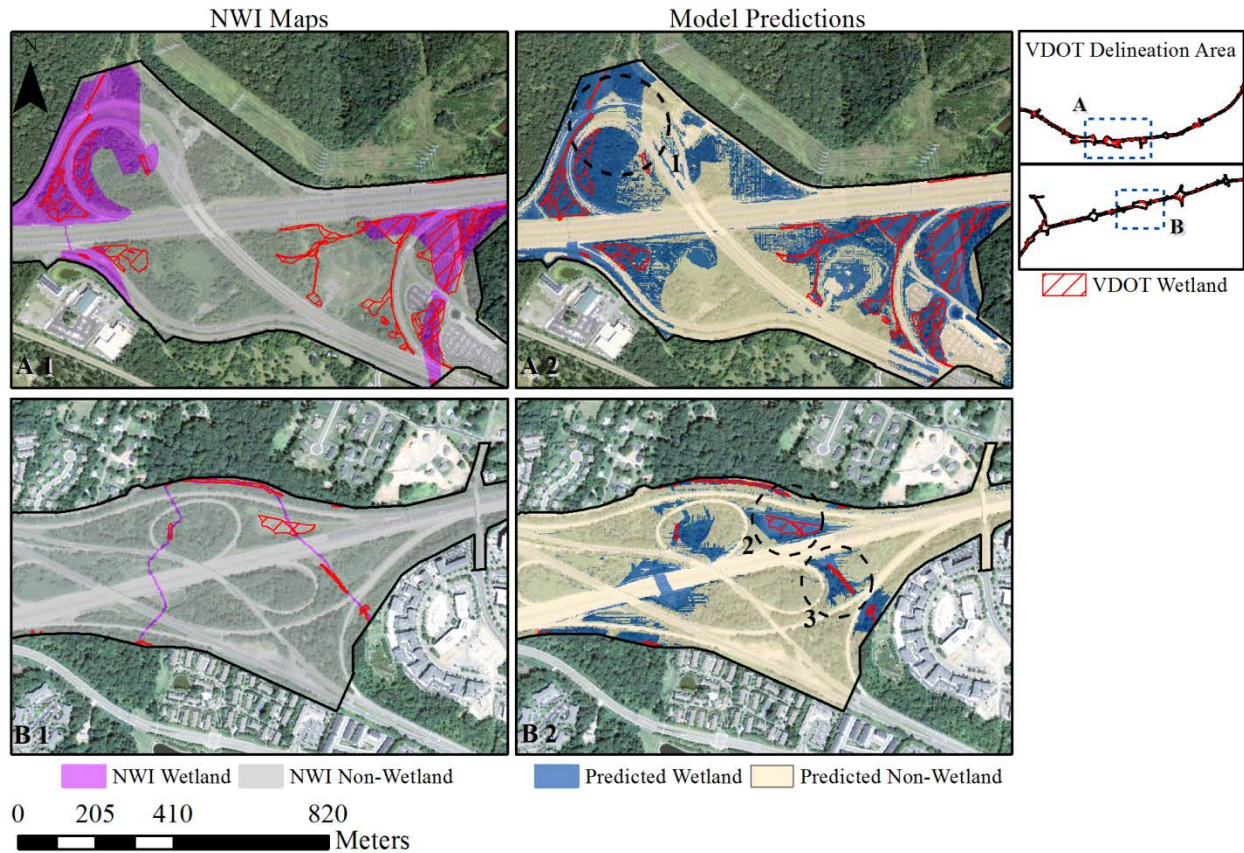 NWI Maps
Model Predictions
N
A 1
1
A 2
VDOT Delineation Area
A
B
VDOT Wetland
B 1
2
3
B 2
NWI Wetland
NWI Non-Wetland
Predicted Wetland
Predicted Non-Wetland
0 205 410 820
Meters